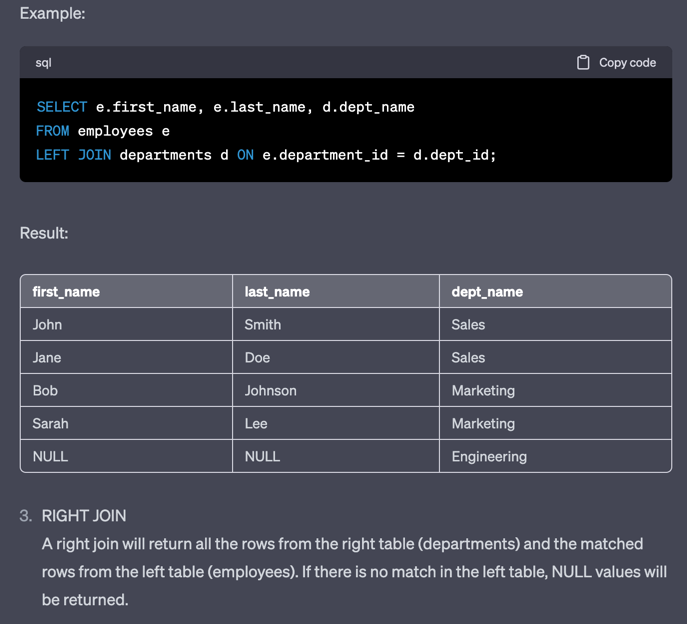 Example:
sql
Copy code
SELECT e.first_name, e.last_name, d.dept_name
FROM employees e
LEFT JOIN departments d ON e.department_id = d.dept_id;
Result:
first_name last_name dept_name
John Smith Sales
Jane Doe Sales
Bob Johnson Marketing
Sarah Lee Marketing
NULL NULL Engineering
3. RIGHT JOIN
A right join will return all the rows from the right table (departments) and the matched
rows from the left table (employees). If there is no match in the left table, NULL values will
be returned.